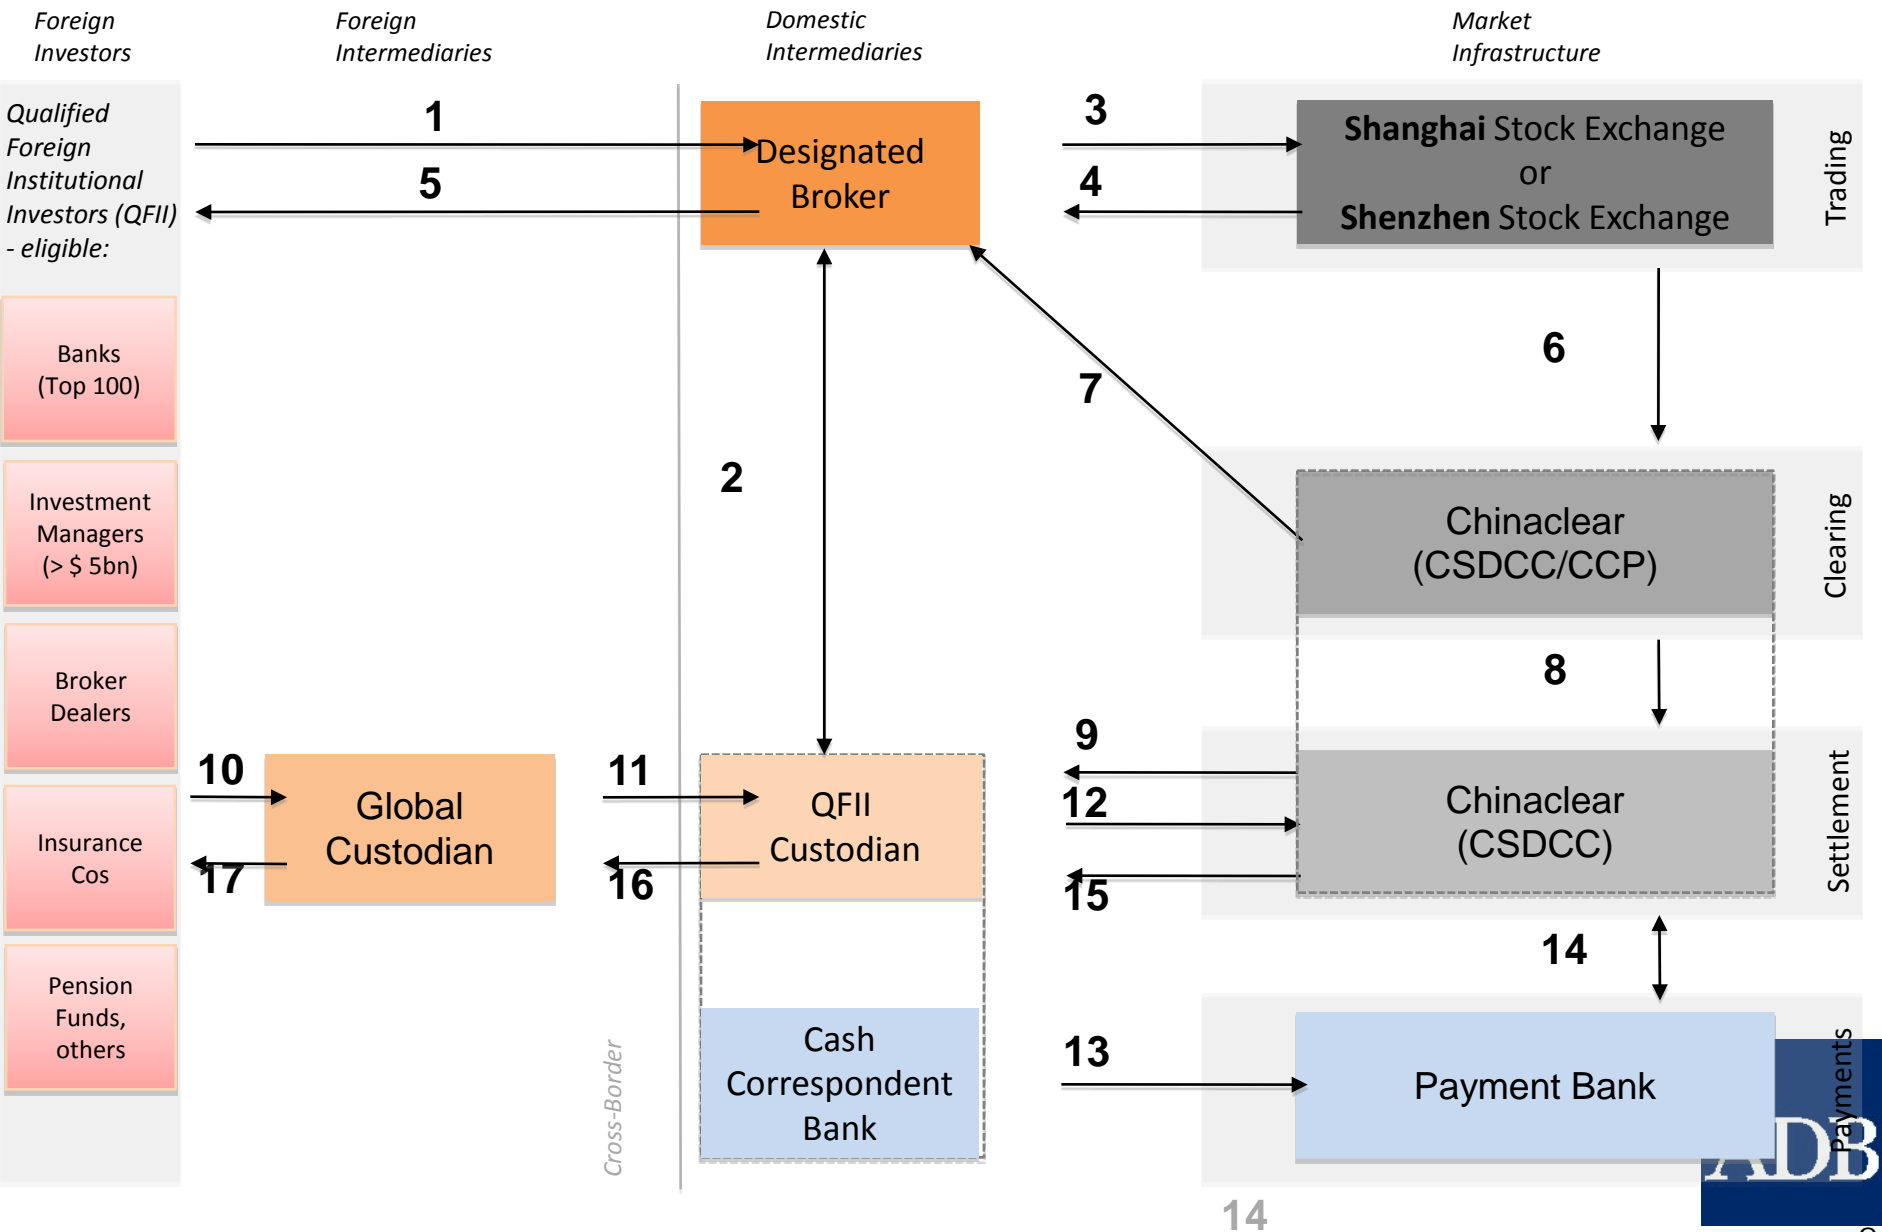 Foreign
Investors
Foreign
Intermediaries
Domestic
Intermediaries
Market
Infrastructure
Qualified
Foreign
Institutional
Investors (QFII)
- eligible:
Banks
(Top 100)
Investment
Managers
(> $ 5bn)
Broker
Dealers
Insurance
Cos
Pension
Funds,
others
1
5
Designated
Broker
3
4
Shanghai Stock Exchange
or
Shenzhen Stock Exchange
Trading
6
7
2
Chinaclear
(CSDCC/CCP)
Clearing
8
9
10
11
12
Global
Custodian
QFII
Custodian
Chinaclear
(CSDCC)
Settlement
17
16
15
14
Cross-Border
Cash
Correspondent
Bank
13
Payment Bank
Payments
ADB
14